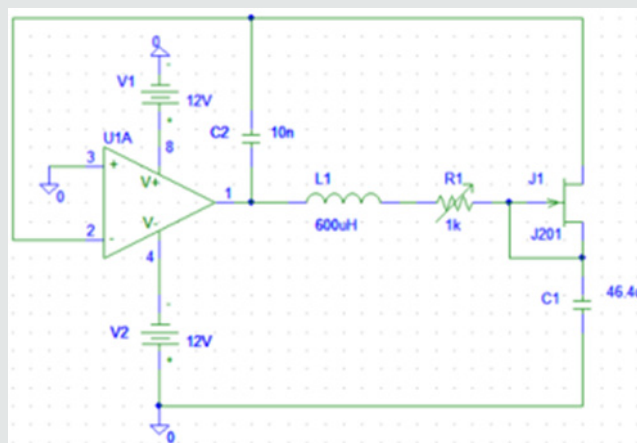 0
-
V1
12V
+
U1A
8
C2
10n
3
+
V+
1
L1
R1
J1
0
V-
2
-
600uH
1k
J201
4
C1
-
V2
12V
+
0